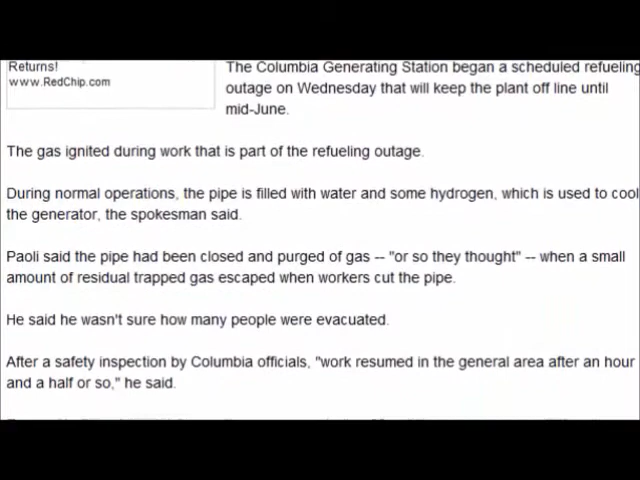 Returns!
www.RedChip.com
The Columbia Generating Station began a scheduled refueling
outage on Wednesday that will keep the plant off line until
mid-June.
The gas ignited during work that is part of the refueling outage.
During normal operations, the pipe is filled with water and some hydrogen, which is used to cool
the generator, the spokesman said.
Paoli said the pipe had been closed and purged of gas -- "or so they thought" -- when a small
amount of residual trapped gas escaped when workers cut the pipe.
He said he wasn't sure how many people were evacuated.
After a safety inspection by Columbia officials, "work resumed in the general area after an hour
and a half or so," he said.